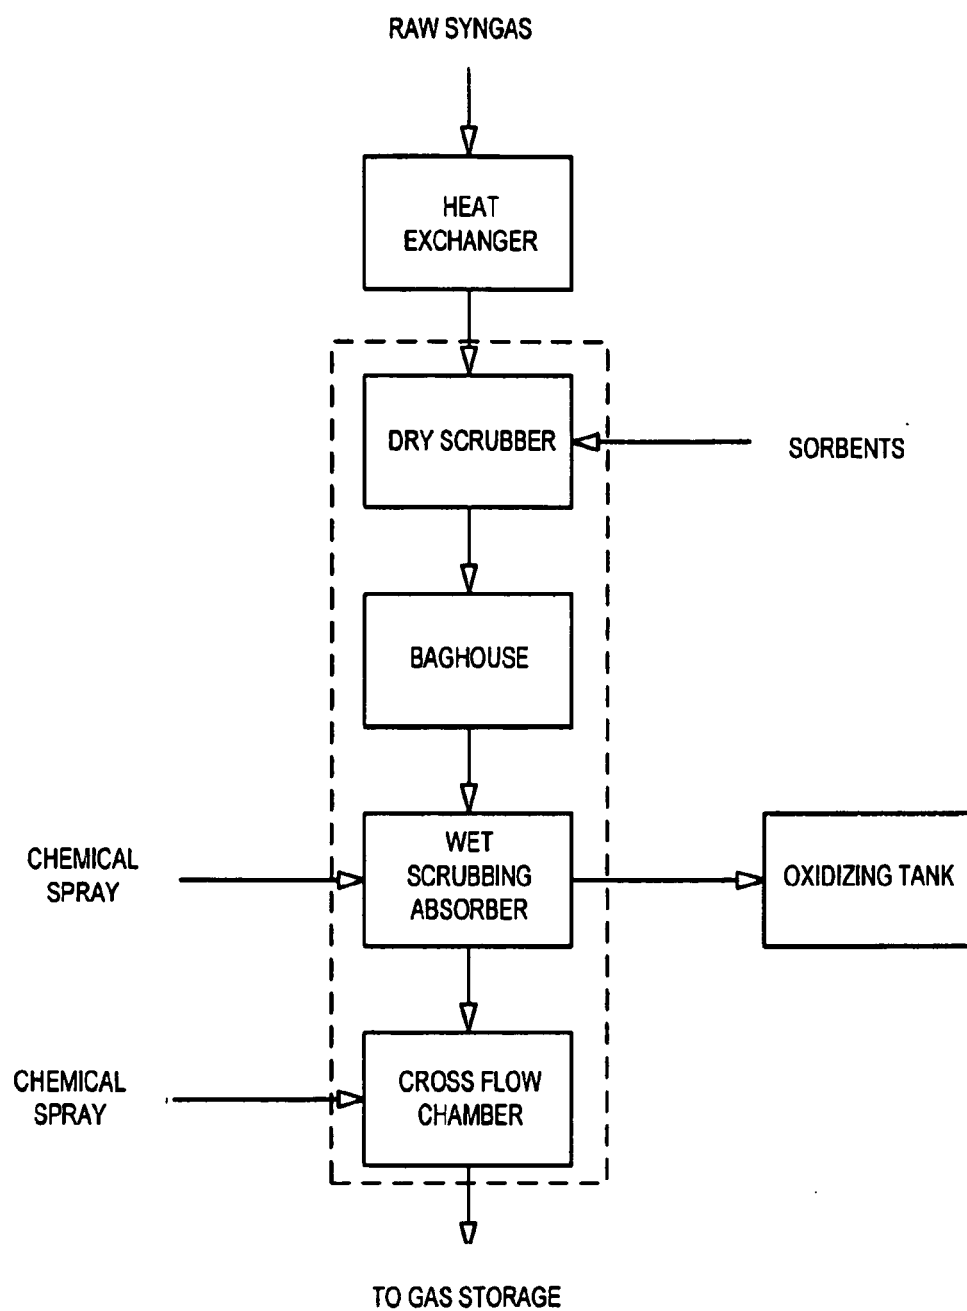 RAW SYNGAS
HEAT
EXCHANGER
DRY SCRUBBER
SORBENTS
BAGHOUSE
CHEMICAL
SPRAY
WET
SCRUBBING
ABSORBER
OXIDIZING TANK
CHEMICAL
SPRAY
CROSS FLOW
CHAMBER
TO GAS STORAGE